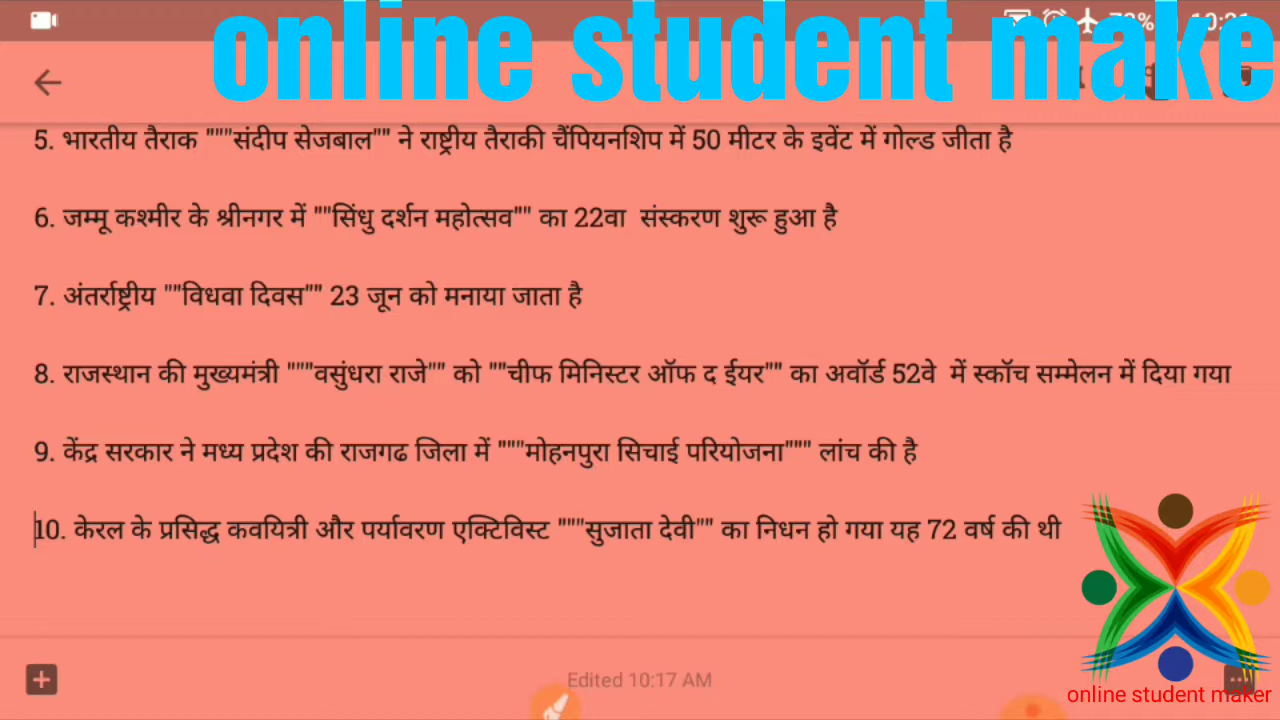 online student make
5. भारतीय तैराक """संदीप सेजबाल"" ने राष्ट्रीय तैराकी चैंपियनशिप में 50 मीटर के इवेंट में गोल्ड जीता है
6. जम्मू कश्मीर के श्रीनगर में ""सिंधु दर्शन महोत्सव"" का 22वा संस्करण शुरू हुआ है
7. अंतर्राष्ट्रीय ""विधवा दिवस"" 23 जून को मनाया जाता है
8. राजस्थान की मुख्यमंत्री """वसुंधरा राजे"" को ""चीफ मिनिस्टर ऑफ द ईयर"" का अवॉर्ड 52वे में स्कॉच सम्मेलन में दिया गया
9. केंद्र सरकार ने मध्य प्रदेश की राजगढ जिला में """मोहनपुरा सिचाई परियोजना""" लांच की है
10. केरल के प्रसिद्ध कवयित्री और पर्यावरण एक्टिविस्ट """सुजाता देवी"" का निधन हो गया यह 72 वर्ष की थी
Edited 10:17 AM
online student maker